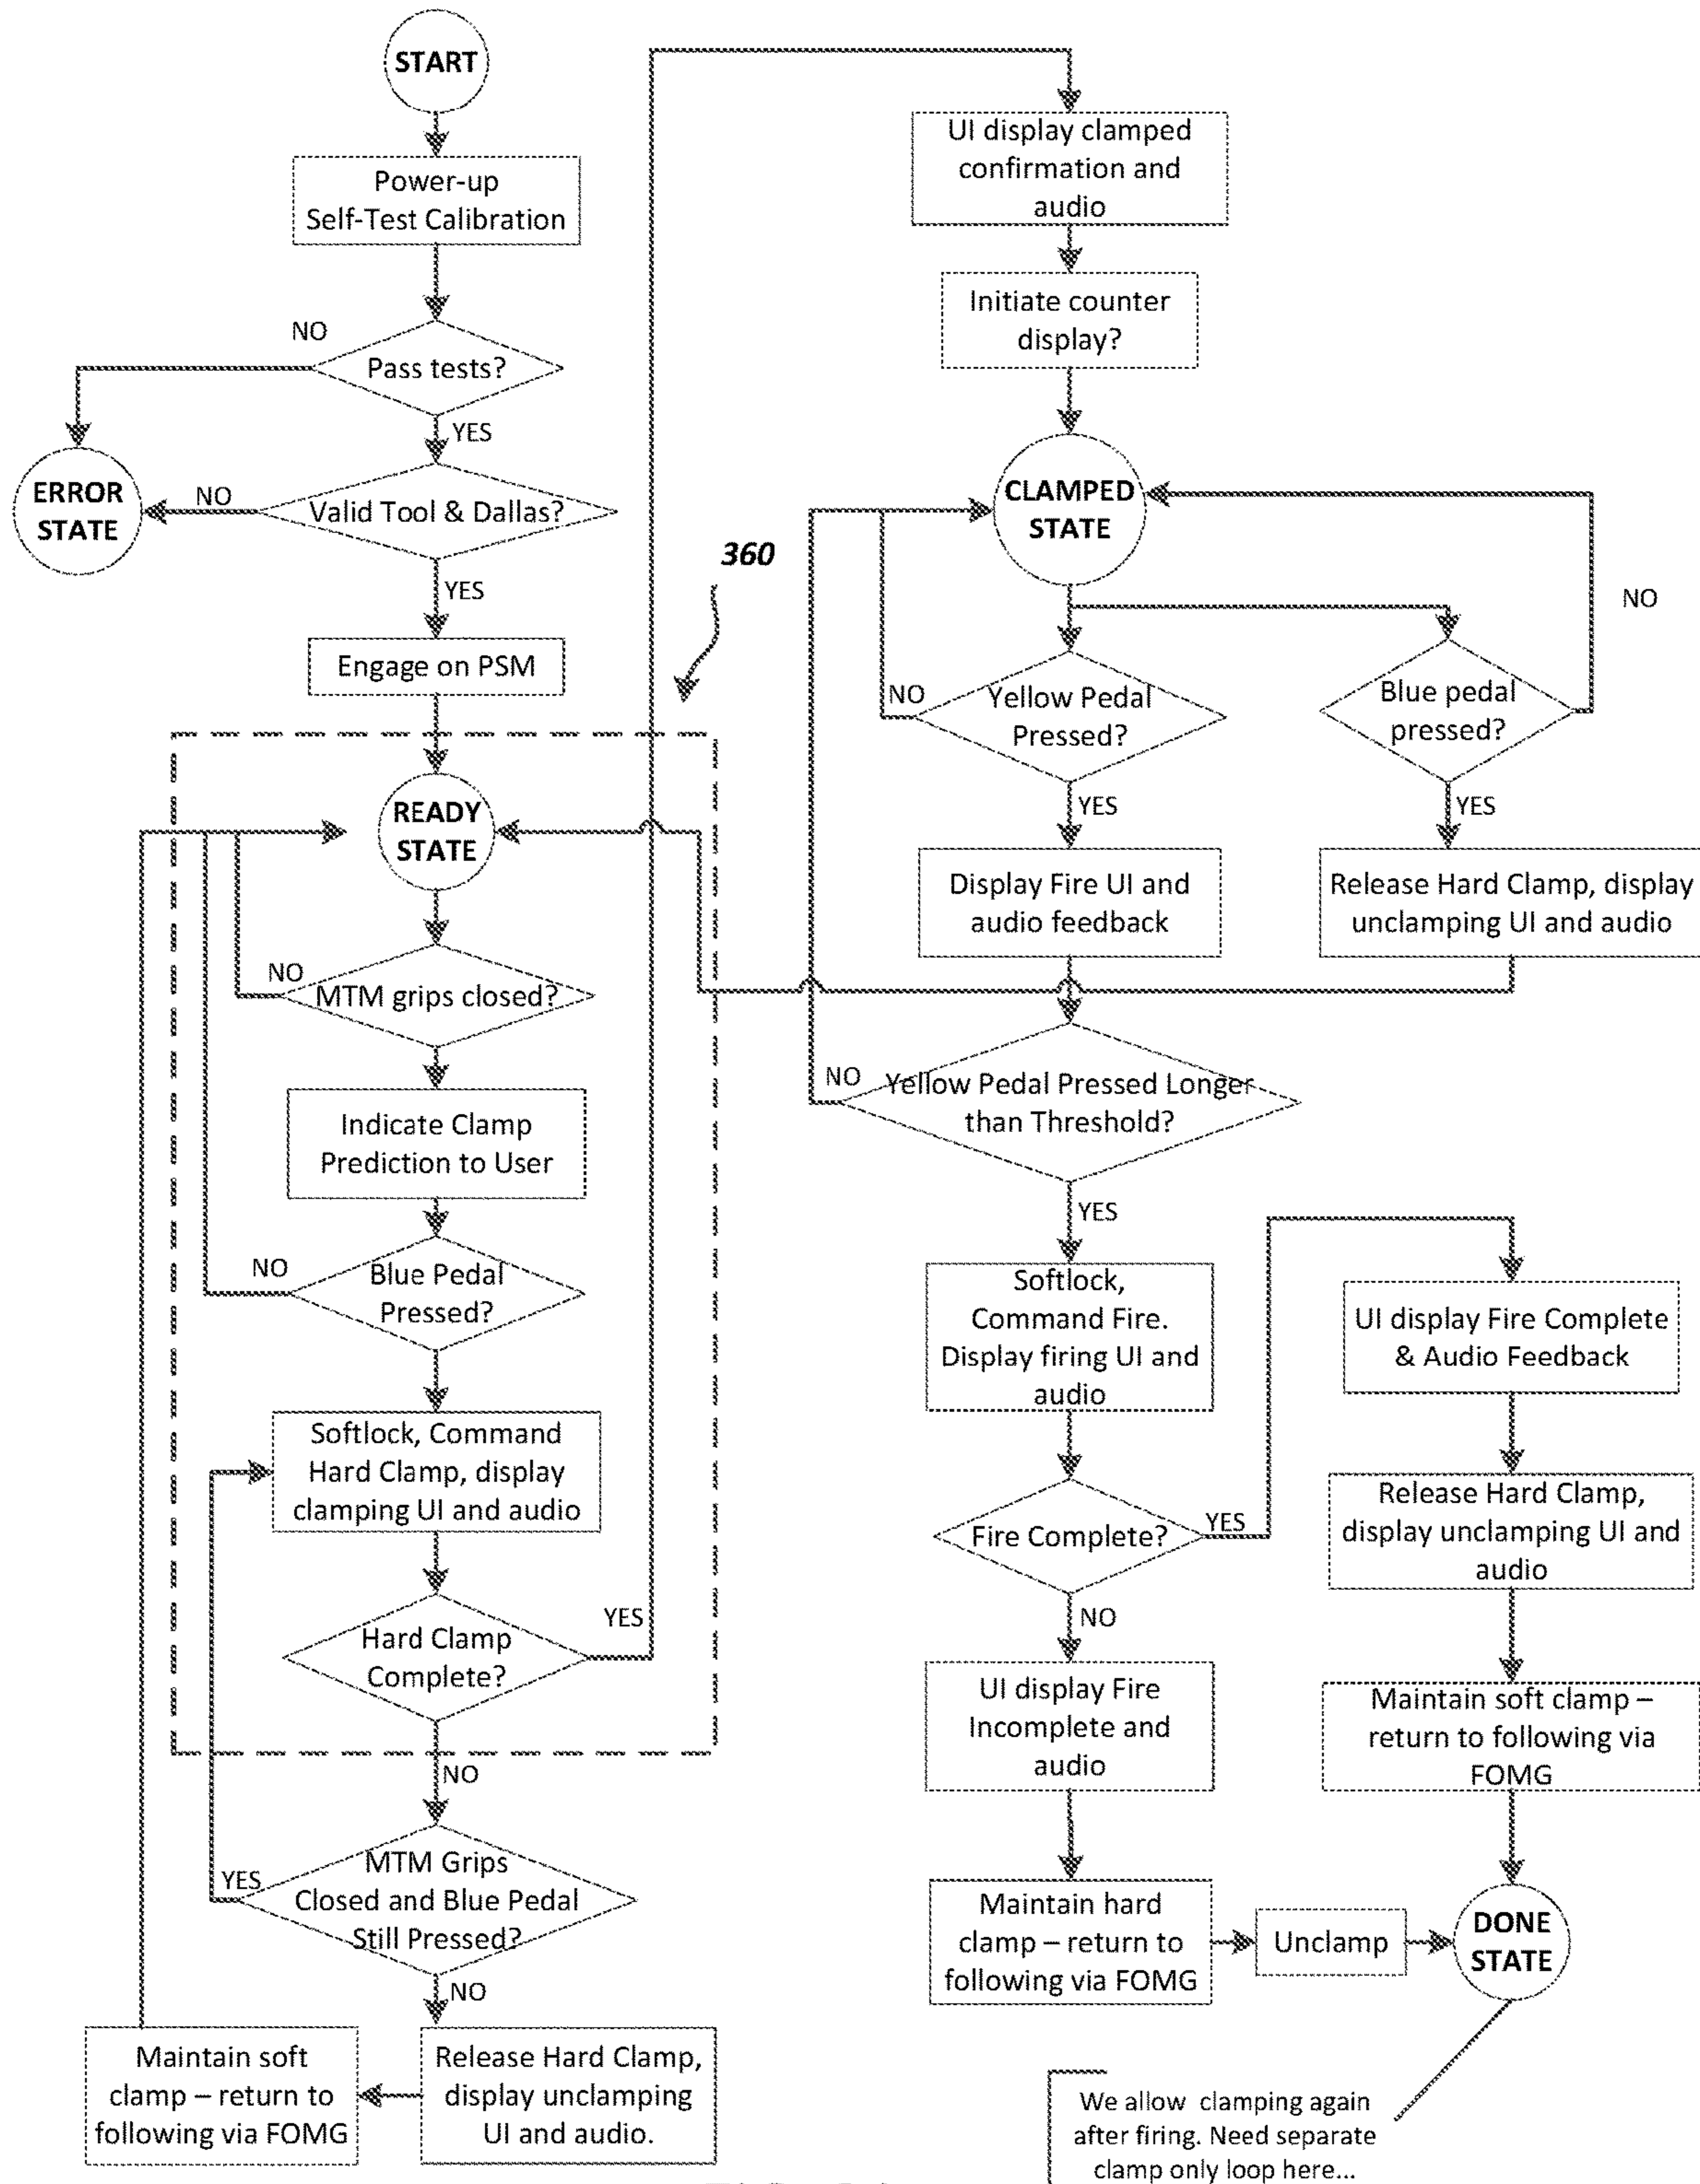 START
Power-up
Self-Test Calibration
NO
Pass tests?
YES
ERROR
STATE
NO
Valid Tool & Dallas?
YES
Engage on PSM
360
READY
STATE
NO
MTM grips closed?
Indicate Clamp
Prediction to User
NO
Blue Pedal
Pressed?
Softlock, Command
Hard Clamp, display
clamping UI and audio
Hard Clamp
Complete?
YES
NO
MTM Grips
Closed and Blue Pedal
Still Pressed?
YES
NO
Maintain soft
clamp – return to
following via FOMG
Release Hard Clamp,
display unclamping
UI and audio.
UI display clamped
confirmation and
audio
Initiate counter
display?
CLAMPED
STATE
NO
Yellow Pedal
Pressed?
YES
Blue pedal
pressed?
NO
YES
Display Fire UI and
audio feedback
Release Hard Clamp, display
unclamping UI and audio
NO
Yellow Pedal Pressed Longer
than Threshold?
YES
Softlock,
Command Fire.
Display firing UI and
audio
Fire Complete?
YES
NO
UI display Fire
Incomplete and
audio
Maintain hard
clamp – return to
following via FOMG
Unclamp
UI display Fire Complete
& Audio Feedback
Release Hard Clamp,
display unclamping UI and
audio
Maintain soft clamp –
return to following via
FOMG
DONE
STATE
We allow clamping again
after firing. Need separate
clamp only loop here...